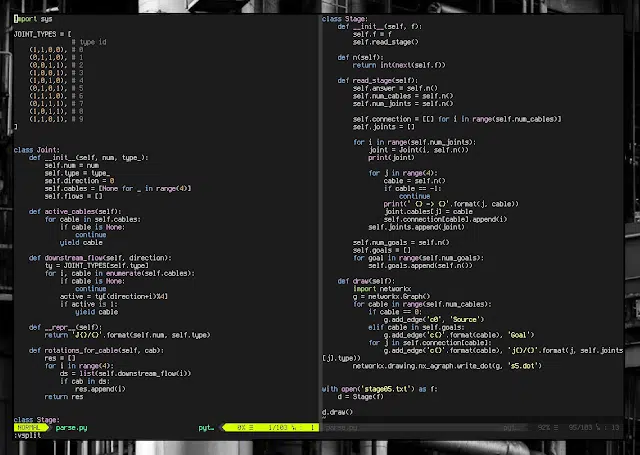 import sys
JOINT_TYPES = [
# type id
(1,1,0,0), # 0
(0,1,1,0), # 1
(0,0,1,1), # 2
(1,0,0,1), # 3
(1,0,1,0), # 4
(0,1,0,1), # 5
(1,1,1,0), # 6
(0,1,1,1), # 7
(1,0,1,1), # 8
(1,1,0,1), # 9
]
class Joint:
def __init__(self, num, type_):
self.num = num
self.type = type_
self.direction = 0
self.cables = [None for _ in range(4)]
self.flows = []
def active_cables(self):
for cable in self.cables:
if cable is None:
continue
yield cable
def downstream_flow(self, direction):
ty = JOINT_TYPES[self.type]
for i, cable in enumerate(self.cables):
if cable is None:
continue
active = ty[(direction+i)%4]
if active is 1:
yield cable
def __repr__(self):
return 'J{}/{}'.format(self.num, self.type)
def rotations_for_cable(self, cab):
res = []
for i in range(4):
ds = list(self.downstream_flow(i))
if cab in ds:
res.append(i)
return res
class Stage:
NORMAL parse.py pyt… 0% ≡ 1/103 ≡ : 1
:vsplit
class Stage:
def __init__(self, f):
self.f = f
self.read_stage()
def n(self):
return int(next(self.f))
def read_stage(self):
self.answer = self.n()
self.num_cables = self.n()
self.num_joints = self.n()
self.connection = [[] for i in range(self.num_cables)]
self.joints = []
for i in range(self.num_joints):
joint = Joint(i, self.n())
print(joint)
for j in range(4):
cable = self.n()
if cable == -1:
continue
print(' {} => {}'.format(j, cable))
joint.cables[j] = cable
self.connection[cable].append(i)
self.joints.append(joint)
self.num_goals = self.n()
self.goals = []
for goal in range(self.num_goals):
self.goals.append(self.n())
def draw(self):
import networkx
g = networkx.Graph()
for cable in range(self.num_cables):
if cable == 0:
g.add_edge('c0', 'Source')
elif cable in self.goals:
g.add_edge('c{}'.format(cable), 'Goal')
for j in self.connection[cable]:
g.add_edge('c{}'.format(cable), 'j{}/{}'.format(j, self.joints
[j].type))
networkx.drawing.nx_agraph.write_dot(g, 's5.dot')
with open('stage05.txt') as f:
d = Stage(f)
d.draw()
parse.py pyt… 92% ≡ 95/103 ≡ : 13